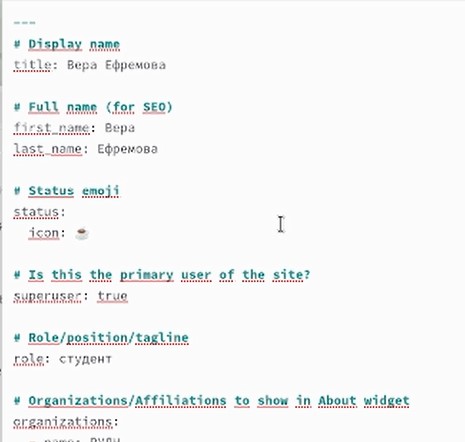 ---
# Display name
title: Вера Ефремова
# Full name (for SEO)
first_name: Вера
last_name: Ефремова
# Status emoji
status:
icon: ☕
# Is this the primary user of the site?
superuser: true
# Role/position/tagline
role: студент
# Organizations/Affiliations to show in About widget
organizations:
- name: РУДН